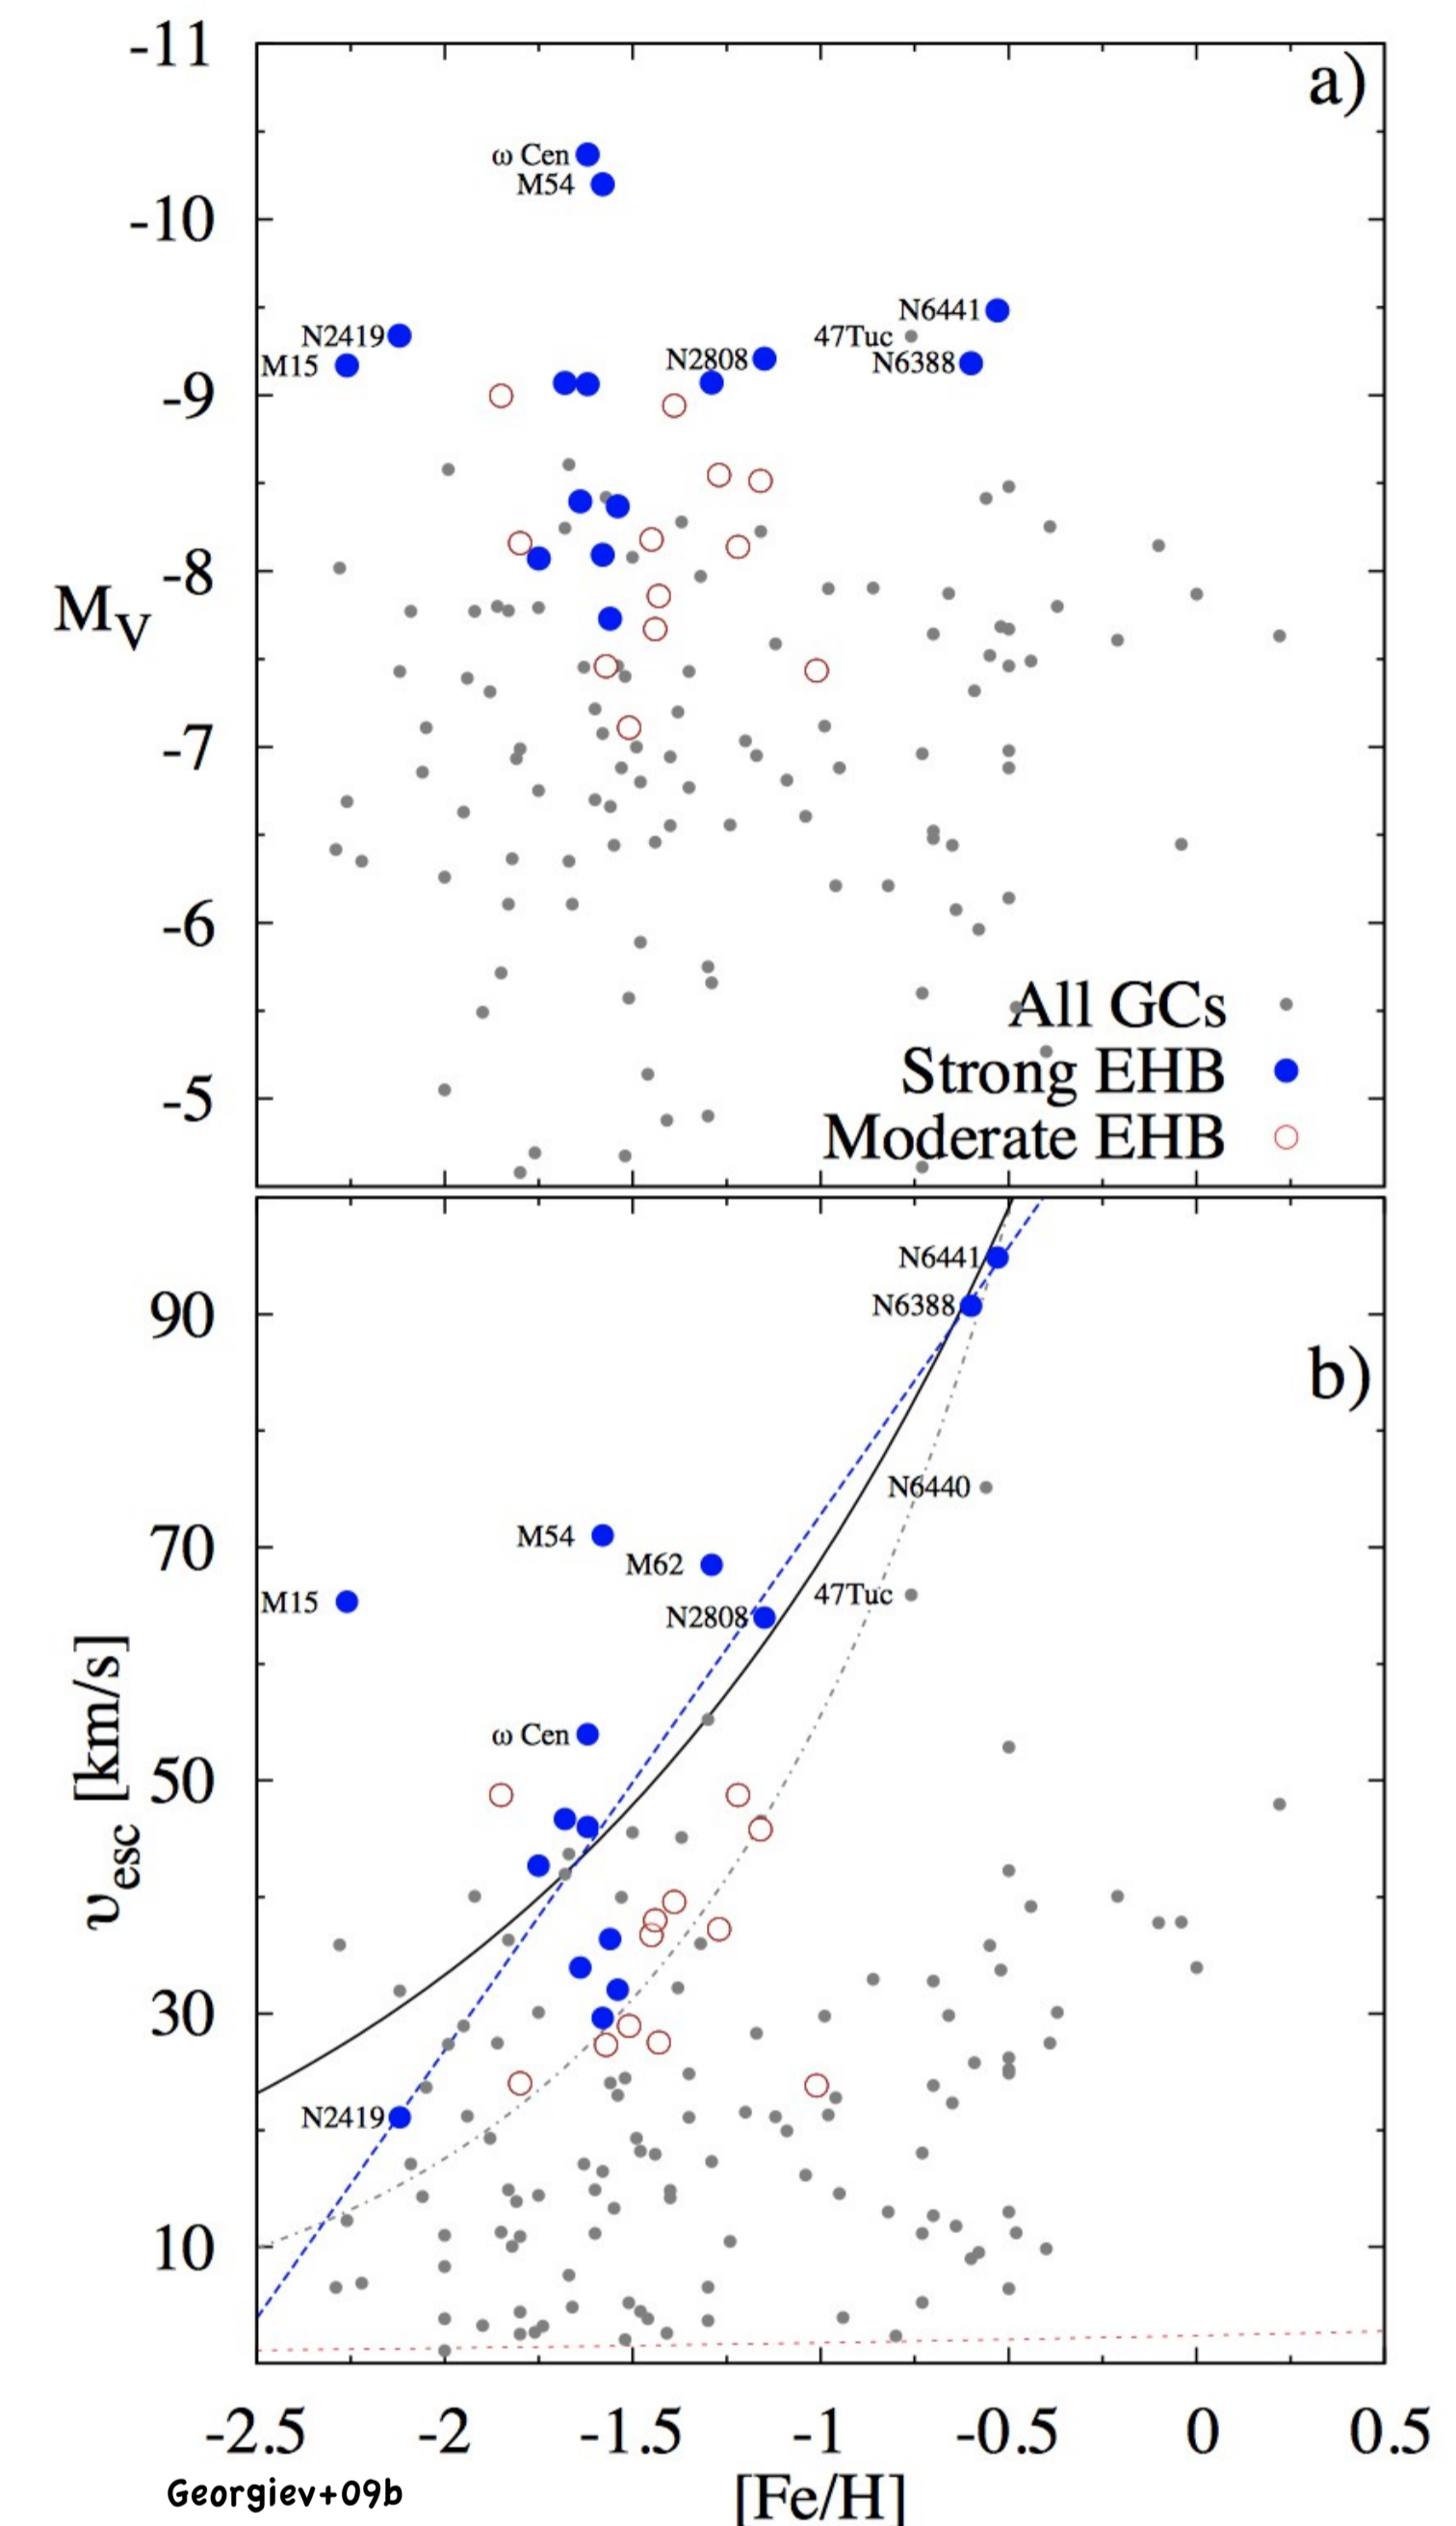 -11
a)
ω Cen
M54
-10
N6441
N2419
47Tuc
M15
N2808
N6388
-9
-8
M_V
-7
-6
All GCs
Strong EHB
-5
Moderate EHB
N6441
90
N6388
b)
N6440
M54
70
M62
M15
47Tuc
N2808
υ_esc [km/s]
ω Cen
50
30
N2419
10
-2.5 -2 -1.5 -1 -0.5 0 0.5
[Fe/H]
Georgiev+09b